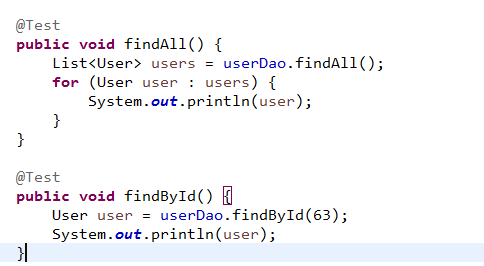 @Test
public void findAll() {
    List<User> users = userDao.findAll();
    for (User user : users) {
        System.out.println(user);
    }
}
@Test
public void findById() {
    User user = userDao.findById(63);
    System.out.println(user);
}